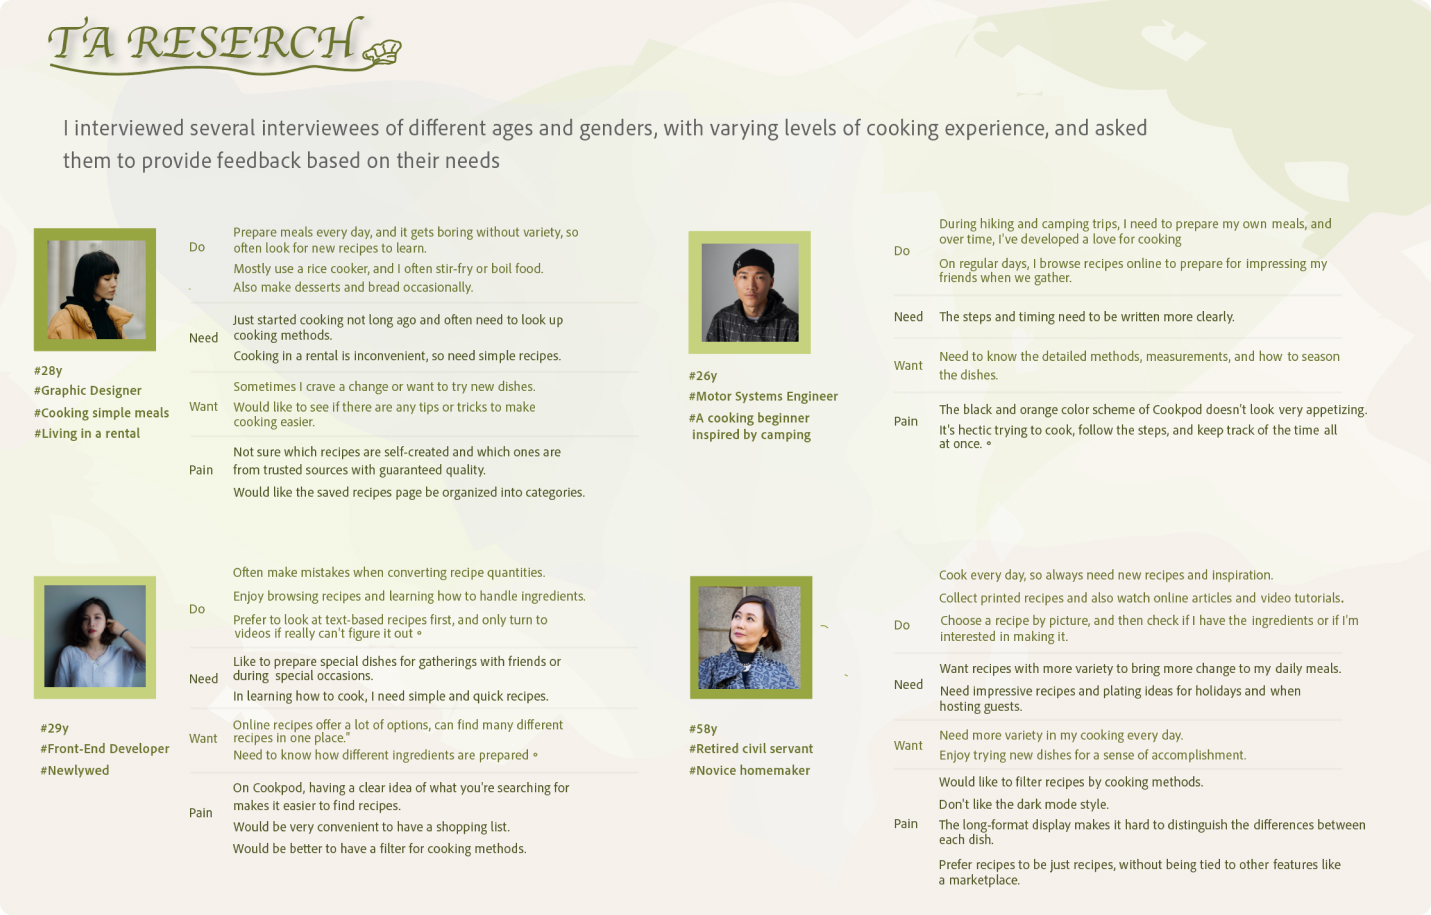 TA RESERCH
I interviewed several interviewees of different ages and genders, with varying levels of cooking experience, and asked
them to provide feedback based on their needs
#28y
#Graphic Designer
#Cooking simple meals
#Living in a rental
Do
Prepare meals every day, and it gets boring without variety, so
often look for new recipes to learn.
Mostly use a rice cooker, and I often stir-fry or boil food.
Also make desserts and bread occasionally.
Need
Just started cooking not long ago and often need to look up
cooking methods.
Cooking in a rental is inconvenient, so need simple recipes.
Want
Sometimes I crave a change or want to try new dishes.
Would like to see if there are any tips or tricks to make
cooking easier.
Pain
Not sure which recipes are self-created and which ones are
from trusted sources with guaranteed quality.
Would like the saved recipes page be organized into categories.
#26y
#Motor Systems Engineer
#A cooking beginner
inspired by camping
Do
During hiking and camping trips, I need to prepare my own meals, and
over time, I've developed a love for cooking
On regular days, I browse recipes online to prepare for impressing my
friends when we gather.
Need
The steps and timing need to be written more clearly.
Want
Need to know the detailed methods, measurements, and how to season
the dishes.
Pain
The black and orange color scheme of Cookpod doesn't look very appetizing.
It's hectic trying to cook, follow the steps, and keep track of the time all
at once. 。
#29y
#Front-End Developer
#Newlywed
Do
Often make mistakes when converting recipe quantities.
Enjoy browsing recipes and learning how to handle ingredients.
Prefer to look at text-based recipes first, and only turn to
videos if really can't figure it out 。
Need
Like to prepare special dishes for gatherings with friends or
during special occasions.
In learning how to cook, I need simple and quick recipes.
Want
Online recipes offer a lot of options, can find many different
recipes in one place."
Need to know how different ingredients are prepared 。
Pain
On Cookpod, having a clear idea of what you're searching for
makes it easier to find recipes.
Would be very convenient to have a shopping list.
Would be better to have a filter for cooking methods.
#58y
#Retired civil servant
#Novice homemaker
Do
Cook every day, so always need new recipes and inspiration.
Collect printed recipes and also watch online articles and video tutorials.
Choose a recipe by picture, and then check if I have the ingredients or if I'm
interested in making it.
Need
Want recipes with more variety to bring more change to my daily meals.
Need impressive recipes and plating ideas for holidays and when
hosting guests.
Want
Need more variety in my cooking every day.
Enjoy trying new dishes for a sense of accomplishment.
Pain
Would like to filter recipes by cooking methods.
Don't like the dark mode style.
The long-format display makes it hard to distinguish the differences between
each dish.
Prefer recipes to be just recipes, without being tied to other features like
a marketplace.